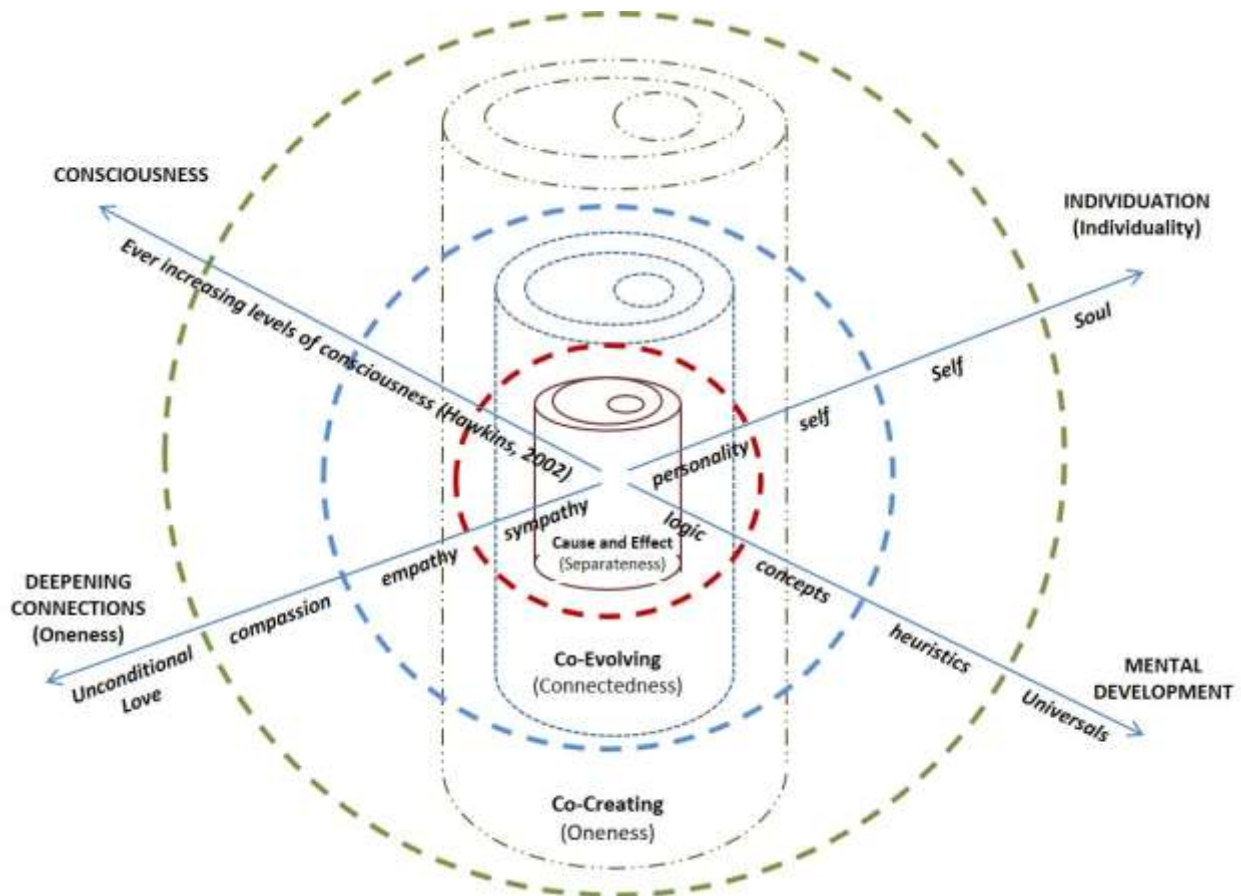 CONSCIOUSNESS
Ever increasing levels of consciousness (Hawkins, 2002)
INDIVIDUATION
(Individuality)
Soul
Self
self
personality
sympathy
empathy
compassion
Unconditional
Love
DEEPENING
CONNECTIONS
(Oneness)
logic
concepts
heuristics
Universals
MENTAL
DEVELOPMENT
Cause and Effect
(Separateness)
Co-Evolving
(Connectedness)
Co-Creating
(Oneness)